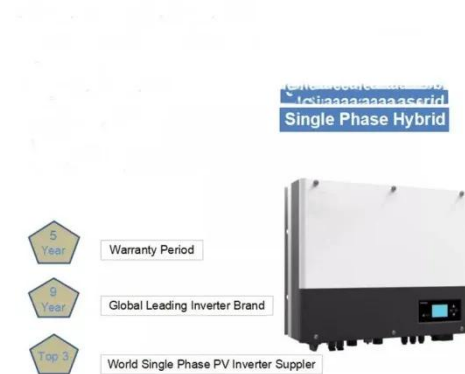 Single Phase Hybrid
5
Year
Warranty Period
9
Year
Global Leading Inverter Brand
Top 3
World Single Phase PV Inverter Suppler